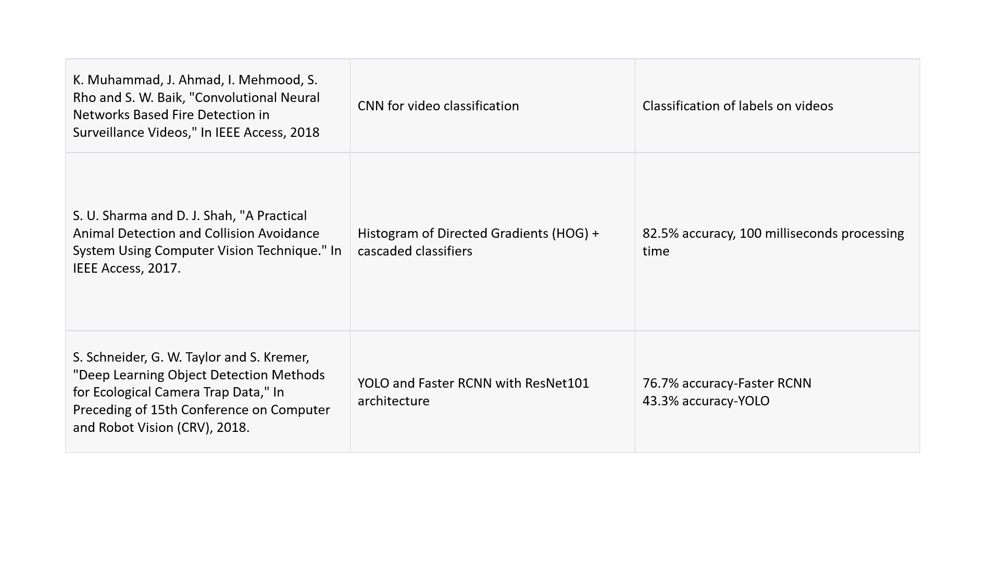 K. Muhammad, J. Ahmad, I. Mehmood, S.
Rho and S. W. Baik, "Convolutional Neural
Networks Based Fire Detection in
Surveillance Videos," In IEEE Access, 2018
CNN for video classification
Classification of labels on videos
S. U. Sharma and D. J. Shah, "A Practical
Animal Detection and Collision Avoidance
System Using Computer Vision Technique." In
IEEE Access, 2017.
Histogram of Directed Gradients (HOG) +
cascaded classifiers
82.5% accuracy, 100 milliseconds processing
time
S. Schneider, G. W. Taylor and S. Kremer,
"Deep Learning Object Detection Methods
for Ecological Camera Trap Data," In
Preceding of 15th Conference on Computer
and Robot Vision (CRV), 2018.
YOLO and Faster RCNN with ResNet101
architecture
76.7% accuracy-Faster RCNN
43.3% accuracy-YOLO